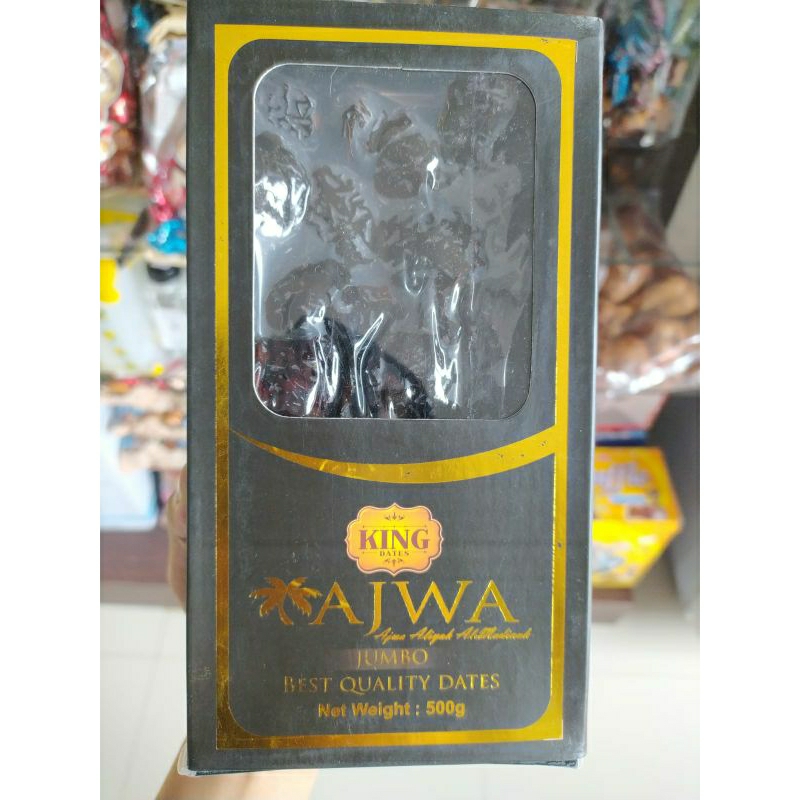 KING
DATES
AJWA
Ajwa Aliyah Al Madinah
JUMBO
BEST QUALITY DATES
Net Weight : 500g